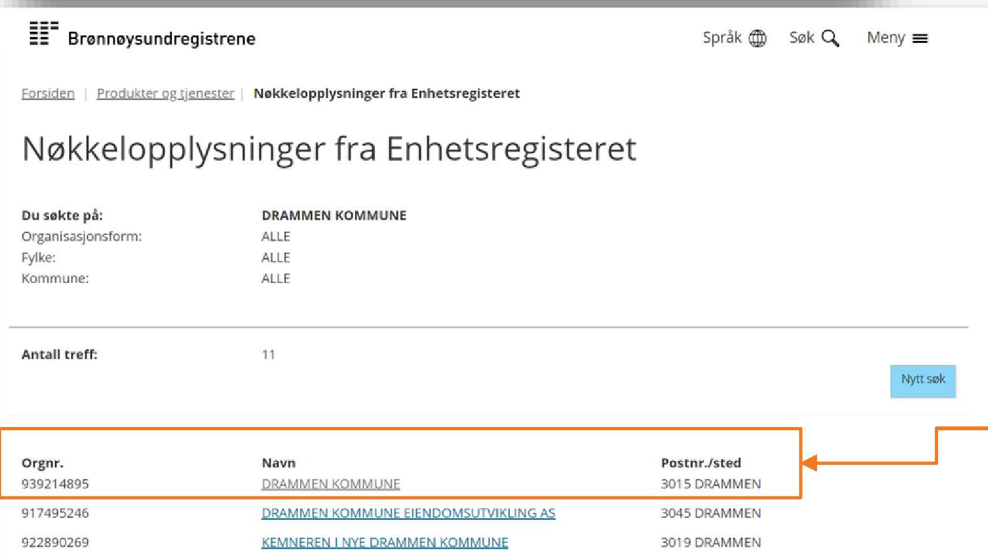 Brønnøysundregistrene
Språk Søk Meny
Forsiden | Produkter og tjenester | Nøkkelopplysninger fra Enhetsregisteret
Nøkkelopplysninger fra Enhetsregisteret
Du søkte på: DRAMMEN KOMMUNE
Organisasjonsform: ALLE
Fylke: ALLE
Kommune: ALLE
Antall treff: 11
Nytt søk
Orgnr. Navn Postnr./sted
939214895 DRAMMEN KOMMUNE 3015 DRAMMEN
917495246 DRAMMEN KOMMUNE EIENDOMSUTVIKLING AS 3045 DRAMMEN
922890269 KEMNEREN I NYE DRAMMEN KOMMUNE 3019 DRAMMEN